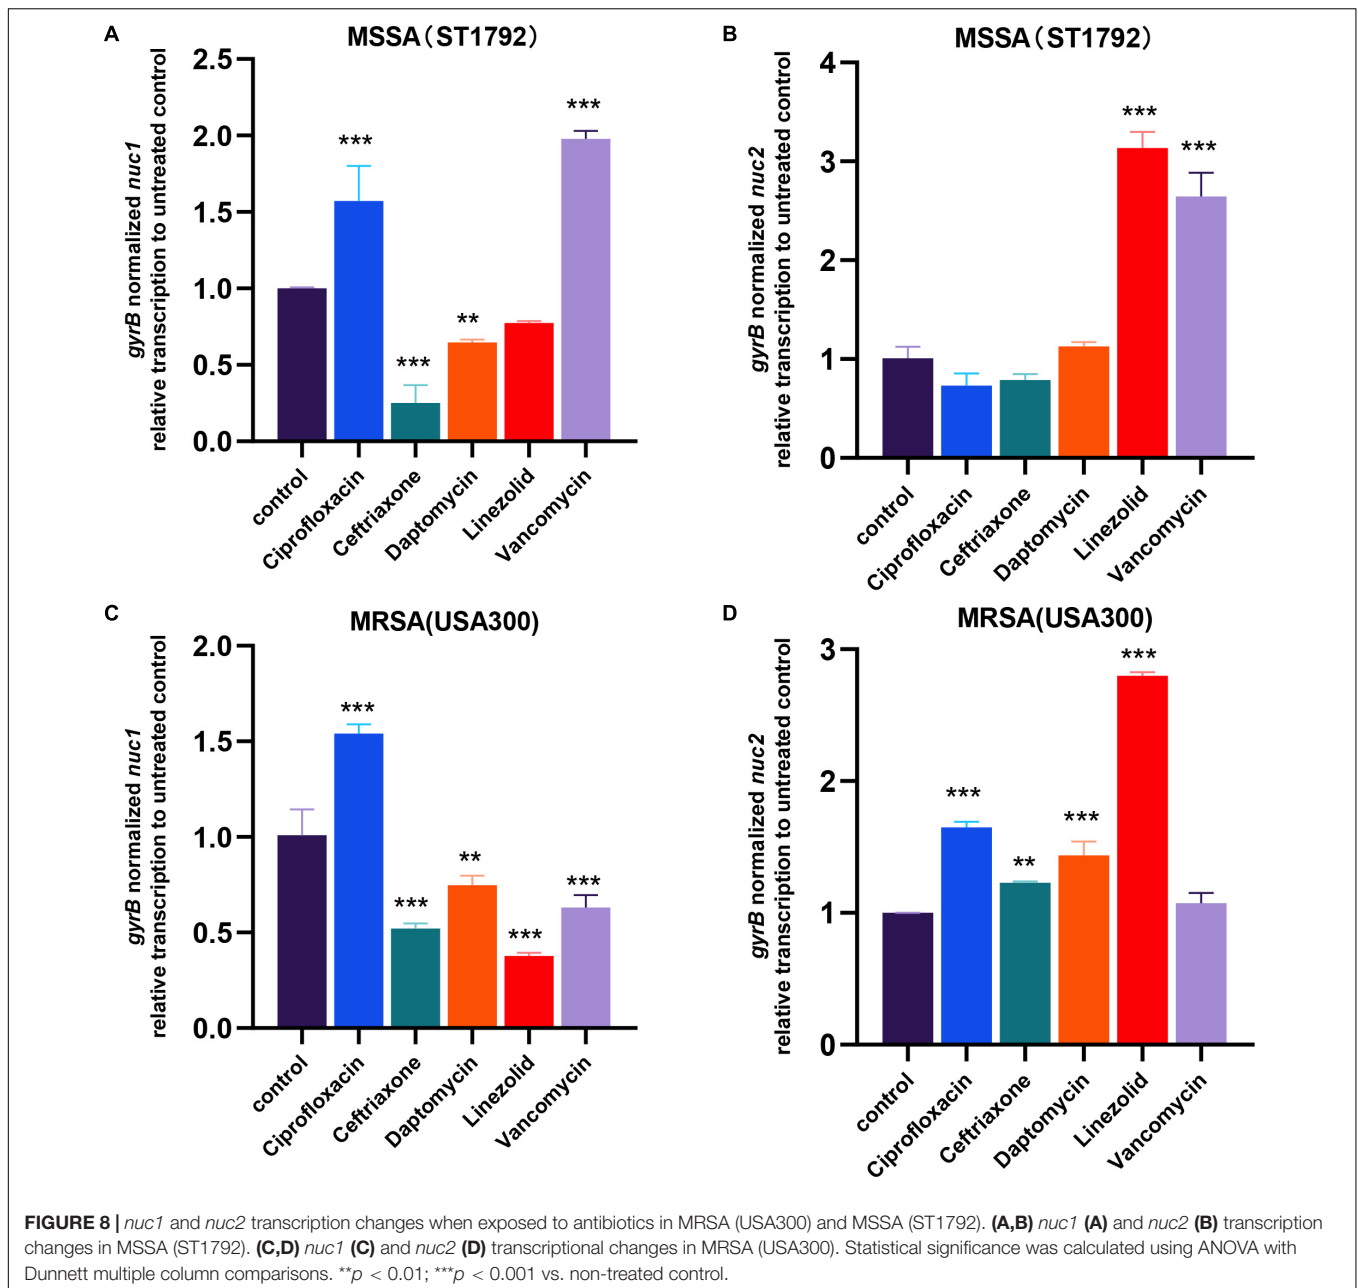 A
MSSA（ST1792）
gyrB normalized nuc1
relative transcription to untreated control
2.5
2.0
1.5
1.0
0.5
0.0
***
***
**
***
control
Ciprofloxacin
Ceftriaxone
Daptomycin
Linezolid
Vancomycin
B
MSSA（ST1792）
gyrB normalized nuc2
relative transcription to untreated control
4
3
2
1
0
***
***
control
Ciprofloxacin
Ceftriaxone
Daptomycin
Linezolid
Vancomycin
C
MRSA(USA300)
gyrB normalized nuc1
relative transcription to untreated control
2.0
1.5
1.0
0.5
0.0
***
***
**
***
***
control
Ciprofloxacin
Ceftriaxone
Daptomycin
Linezolid
Vancomycin
D
MRSA(USA300)
gyrB normalized nuc2
relative transcription to untreated control
3
2
1
0
***
**
***
***
control
Ciprofloxacin
Ceftriaxone
Daptomycin
Linezolid
Vancomycin
FIGURE 8 | nuc1 and nuc2 transcription changes when exposed to antibiotics in MRSA (USA300) and MSSA (ST1792). (A,B) nuc1 (A) and nuc2 (B) transcription
changes in MSSA (ST1792). (C,D) nuc1 (C) and nuc2 (D) transcriptional changes in MRSA (USA300). Statistical significance was calculated using ANOVA with
Dunnett multiple column comparisons. **p < 0.01; ***p < 0.001 vs. non-treated control.